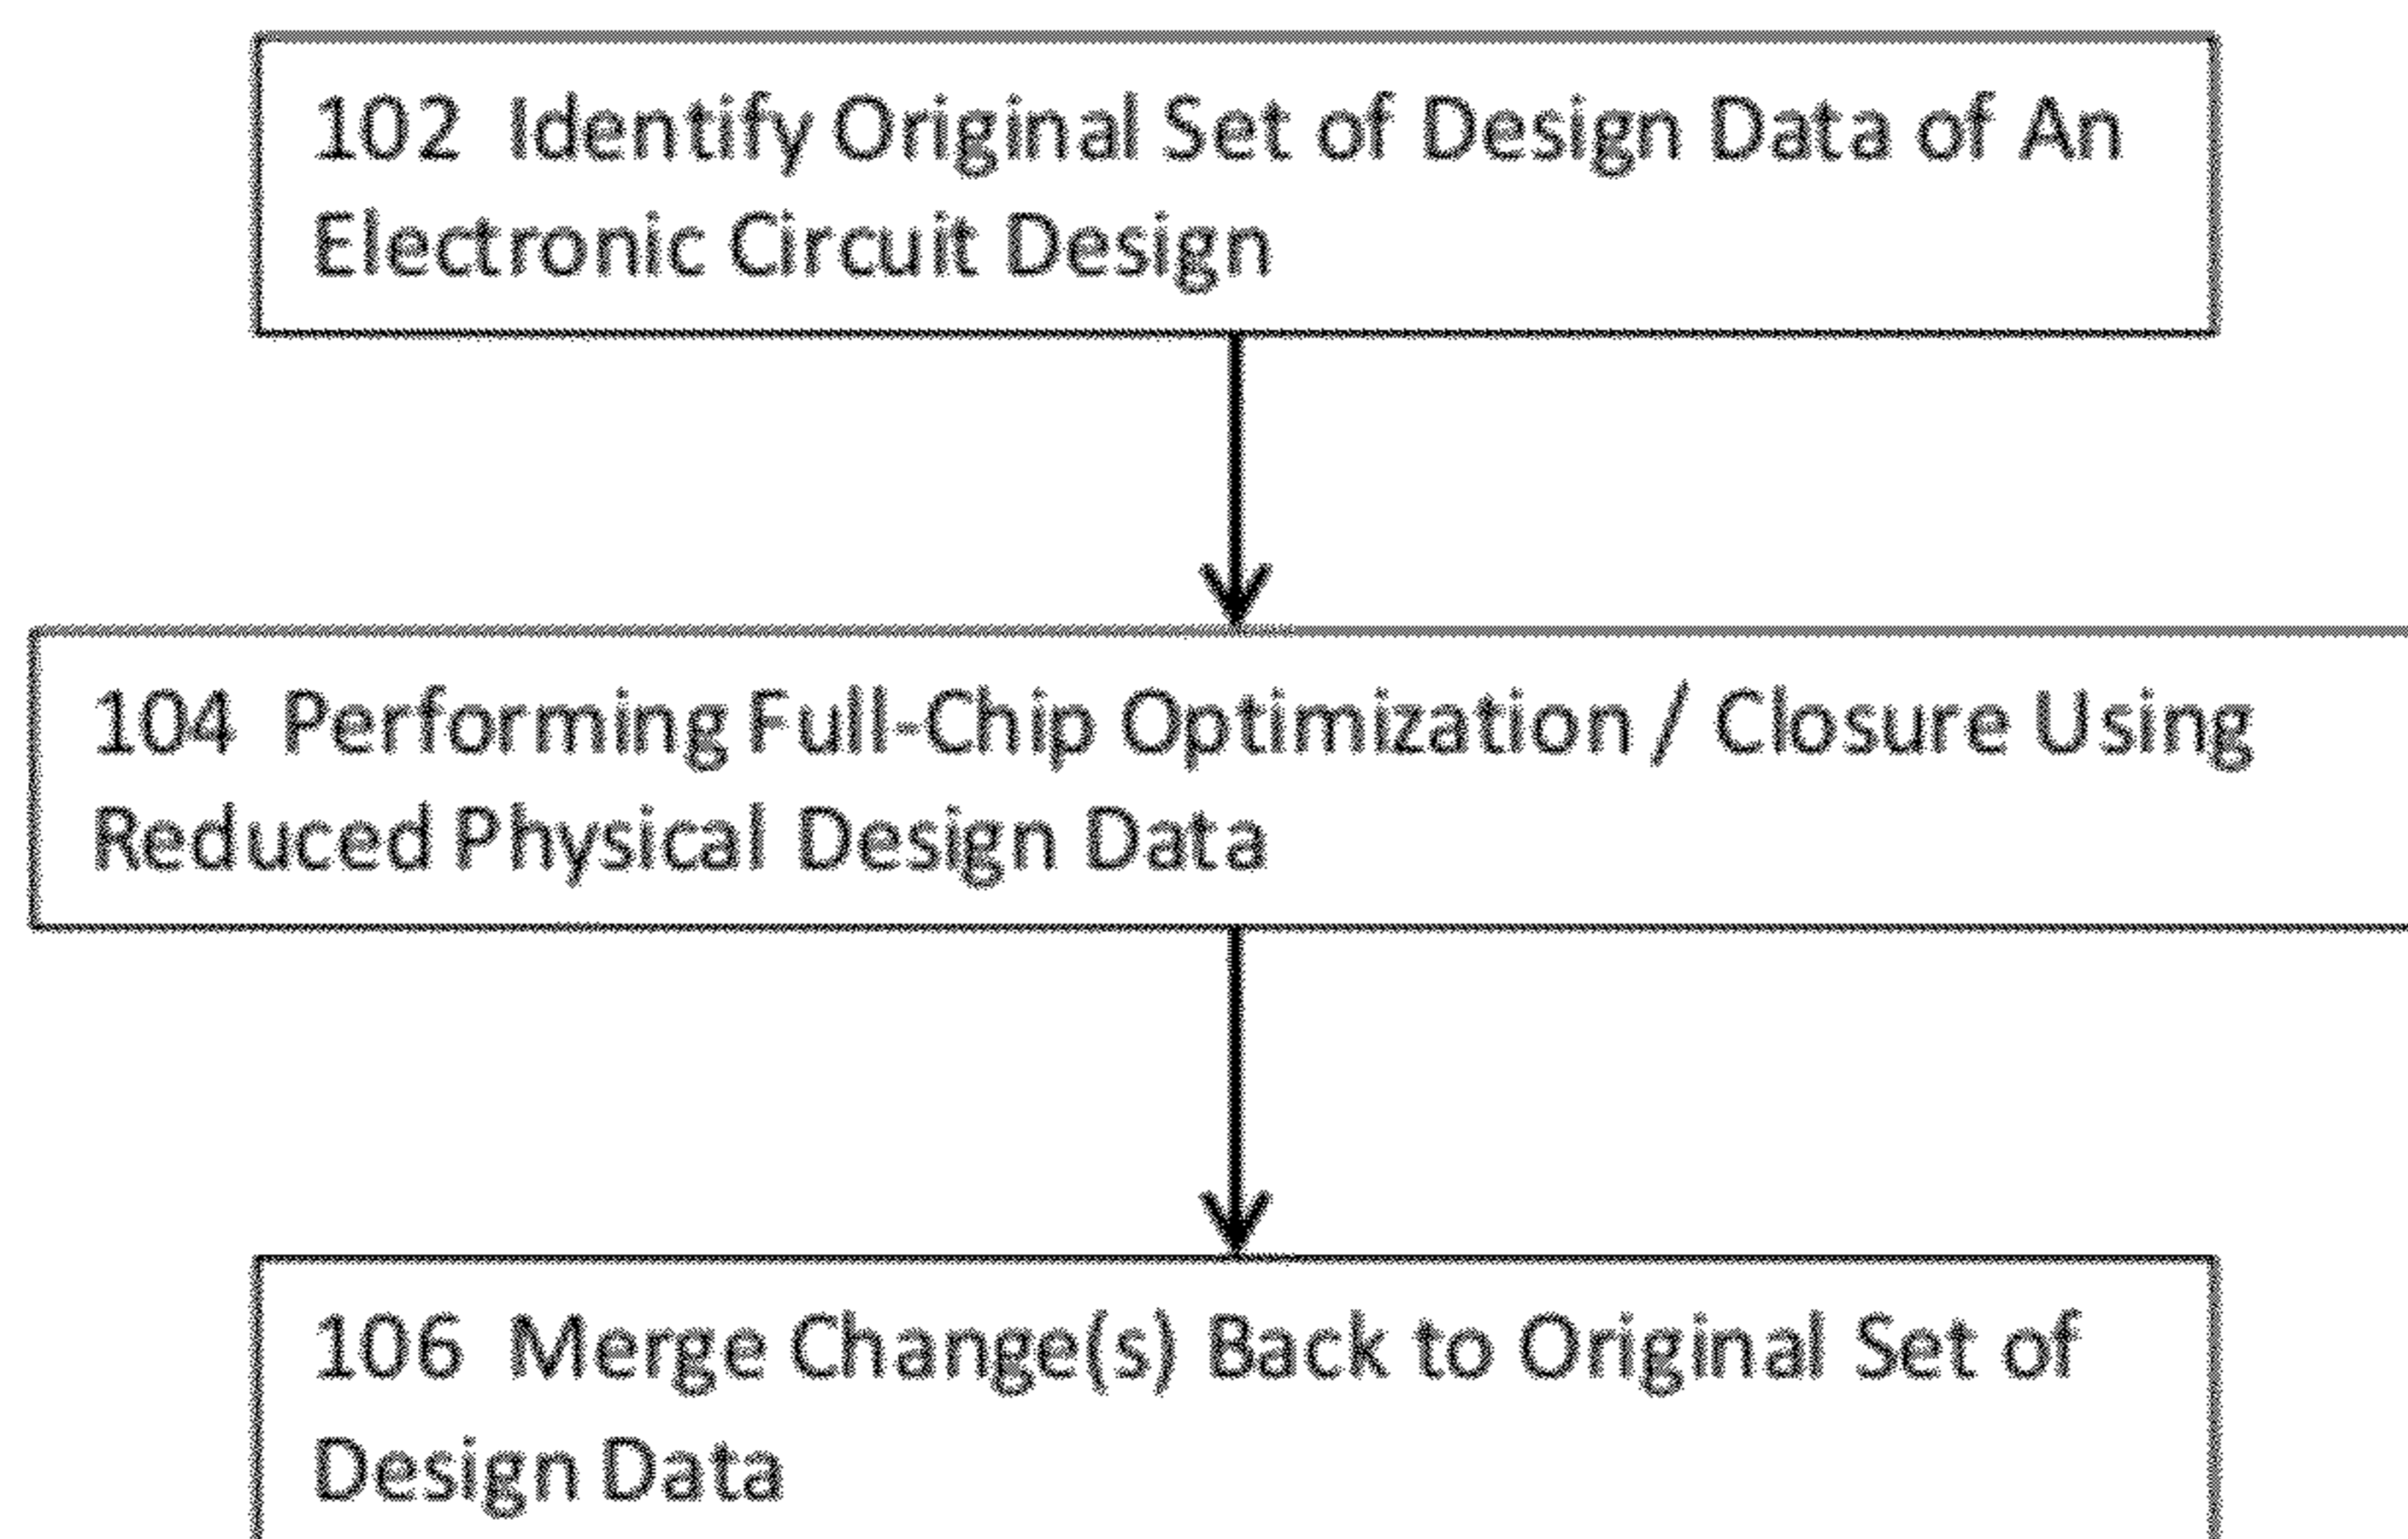 102 Identify Original Set of Design Data of An
Electronic Circuit Design
104 Performing Full-Chip Optimization / Closure Using
Reduced Physical Design Data
106 Merge Change(s) Back to Original Set of
Design Data